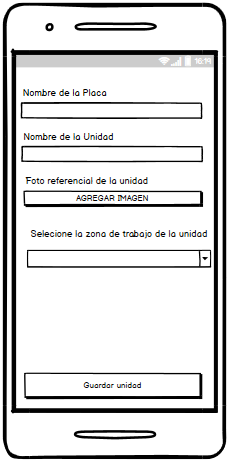 16:19
Nombre de la Placa
Nombre de la Unidad
Foto referencial de la unidad
AGREGAR IMAGEN
Selecione la zona de trabajo de la unidad
Guardar unidad